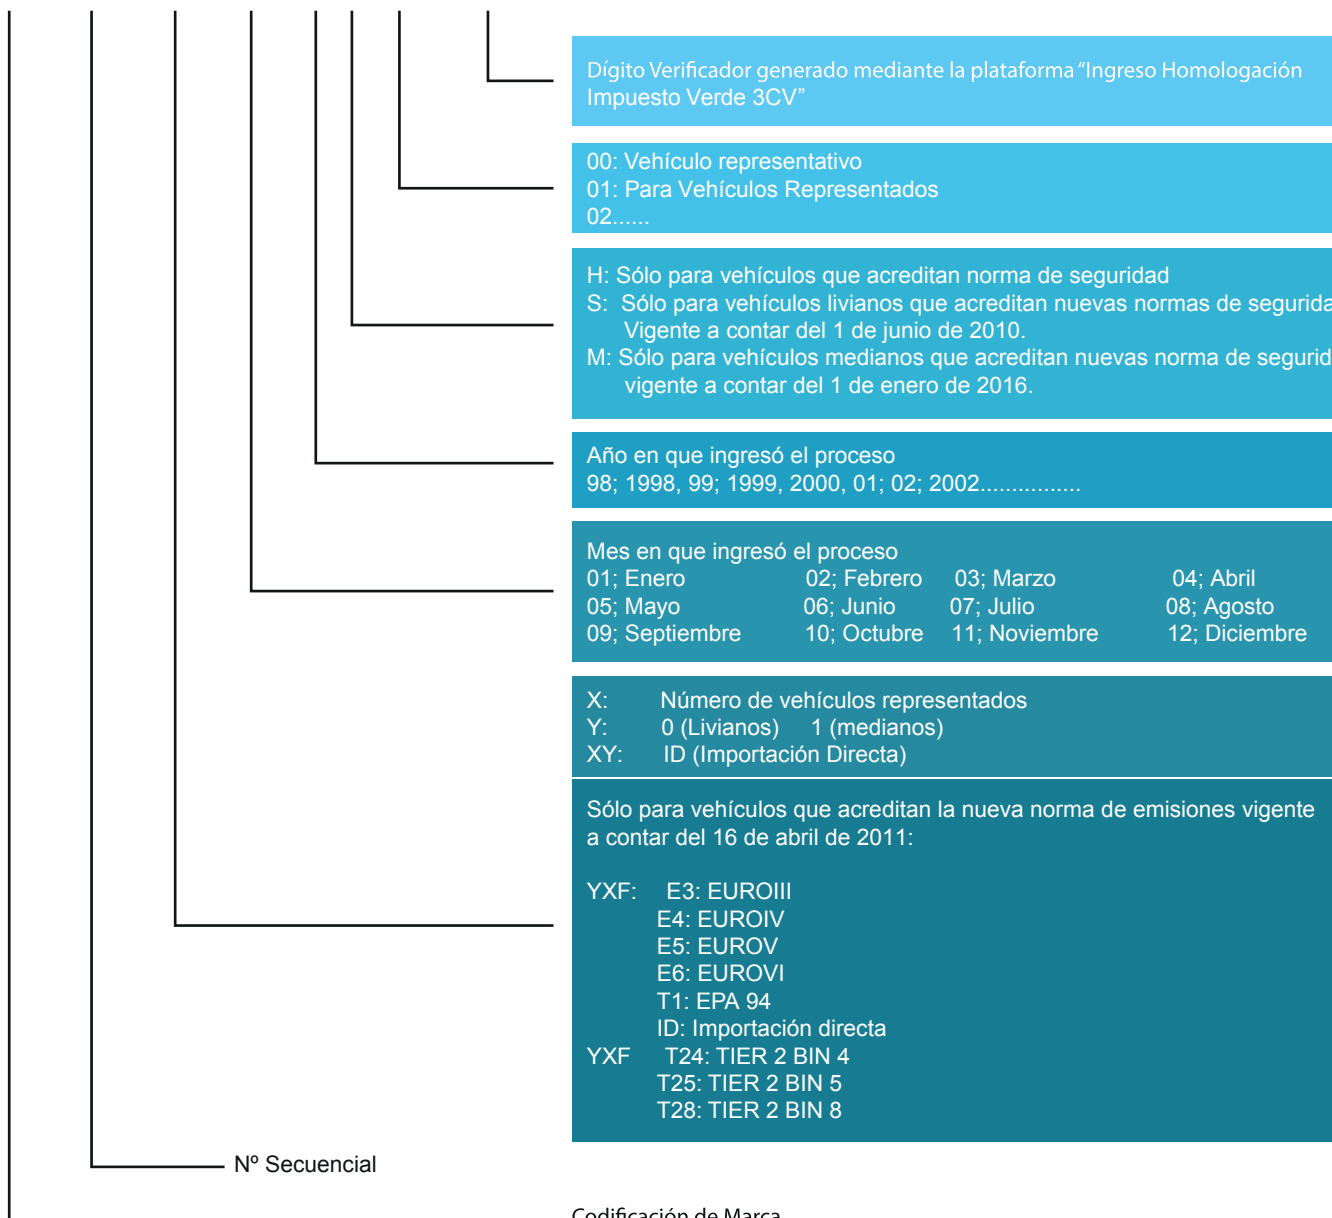 Dígito Verificador generado mediante la plataforma “Ingreso Homologación
Impuesto Verde 3CV”
00: Vehículo representativo
01: Para Vehículos Representados
02......
H: Sólo para vehículos que acreditan norma de seguridad
S: Sólo para vehículos livianos que acreditan nuevas normas de segurida
Vigente a contar del 1 de junio de 2010.
M: Sólo para vehículos medianos que acreditan nuevas norma de segurid
vigente a contar del 1 de enero de 2016.
Año en que ingresó el proceso
98; 1998, 99; 1999, 2000, 01; 02; 2002................
Mes en que ingresó el proceso
01; Enero 02; Febrero 03; Marzo 04; Abril
05; Mayo 06; Junio 07; Julio 08; Agosto
09; Septiembre 10; Octubre 11; Noviembre 12; Diciembre
X: Número de vehículos representados
Y: 0 (Livianos) 1 (medianos)
XY: ID (Importación Directa)
Sólo para vehículos que acreditan la nueva norma de emisiones vigente
a contar del 16 de abril de 2011:
YXF: E3: EUROIII
E4: EUROIV
E5: EUROV
E6: EUROVI
T1: EPA 94
ID: Importación directa
YXF T24: TIER 2 BIN 4
T25: TIER 2 BIN 5
T28: TIER 2 BIN 8
Nº Secuencial
Codificación de Marca